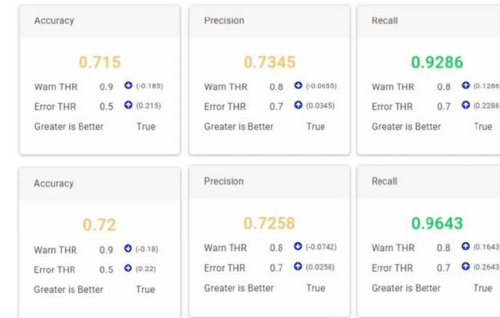 Accuracy
0.715
Warn THR 0.9 (-0.185)
Error THR 0.5 (0.215)
Greater is Better True
Precision
0.7345
Warn THR 0.8 (-0.0655)
Error THR 0.7 (0.0345)
Greater is Better True
Recall
0.9286
Warn THR 0.8 (0.1286
Error THR 0.7 (0.2286
Greater is Better True
Accuracy
0.72
Warn THR 0.9 (-0.18)
Error THR 0.5 (0.22)
Greater is Better True
Precision
0.7258
Warn THR 0.8 (-0.0742)
Error THR 0.7 (0.0258)
Greater is Better True
Recall
0.9643
Warn THR 0.8 (0.1643
Error THR 0.7 (0.2643
Greater is Better True